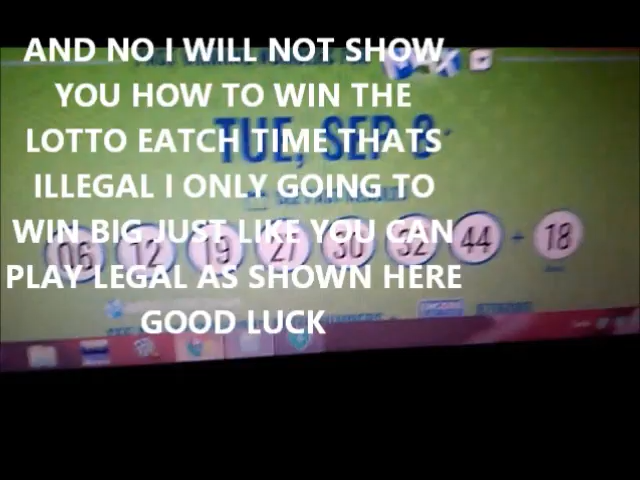 AND NO I WILL NOT SHOW
YOU HOW TO WIN THE
LOTTO EATCH TIME THATS
ILLEGAL I ONLY GOING TO
WIN BIG JUST LIKE YOU CAN
PLAY LEGAL AS SHOWN HERE
GOOD LUCK
TUE, SEP
06 12 19 27 30 32 44 + 18